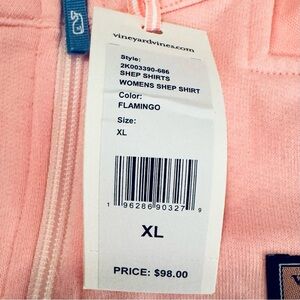 vineyardvines.com
Style:
2K003390-686
SHEP SHIRTS
WOMENS SHEP SHIRT
Color:
FLAMINGO
Size:
XL
1 96286 90327 9
XL
PRICE: $98.00